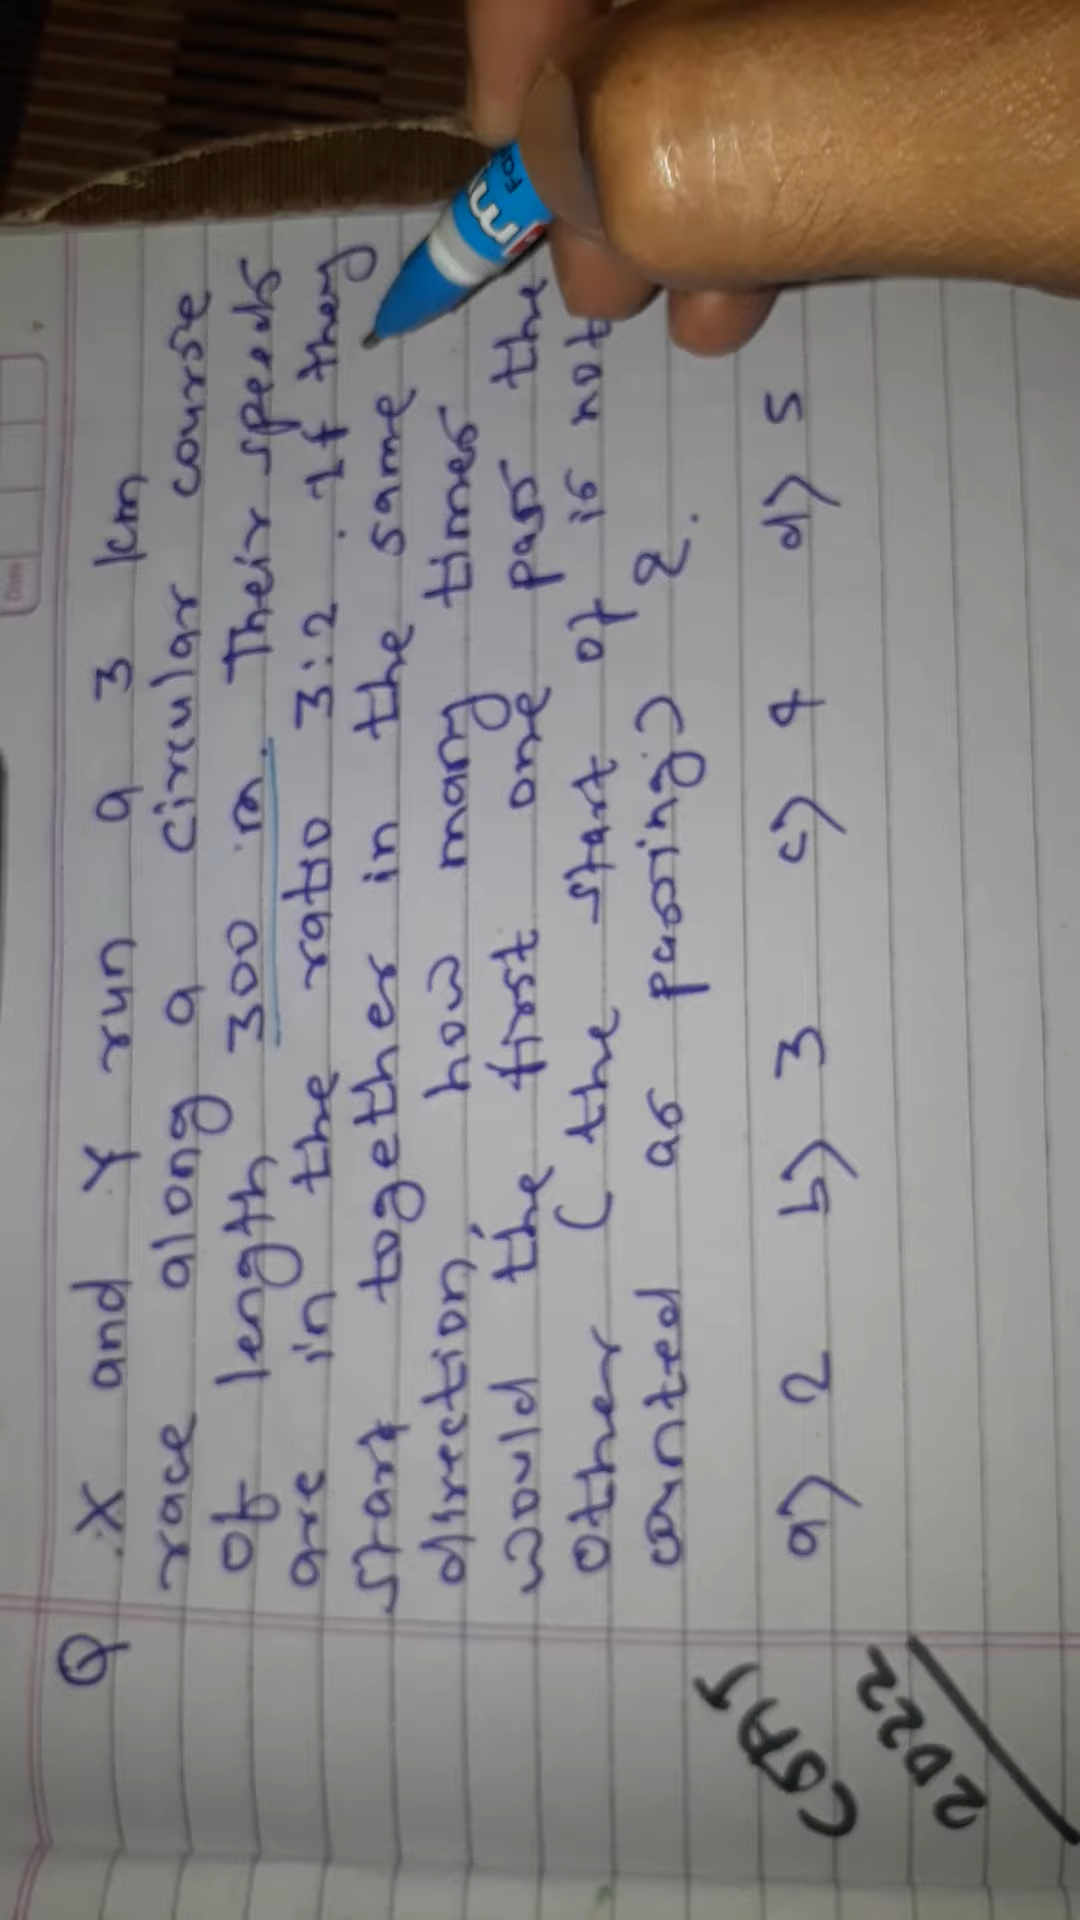 Q X and Y run a 3 km
race along a circular course
of length 300 m. Their speeds
are in the ratio 3:2. If they
start together in the same
direction, how many times
would the first one pass the
other (the start of is not
counted as passing) ?
a) 2 b) 3 c) 4 d) 5
CSAT
2022